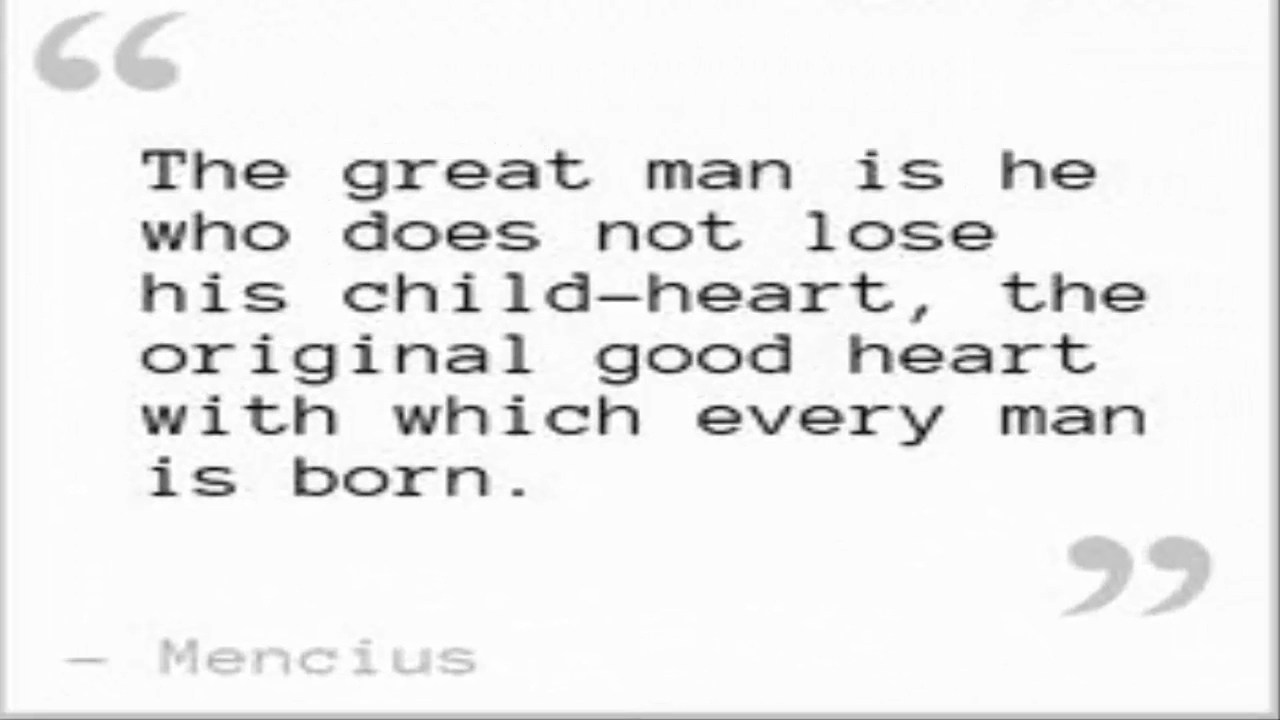 “
The great man is he
who does not lose
his child—heart, the
original good heart
with which every man
is born.
”
— Mencius